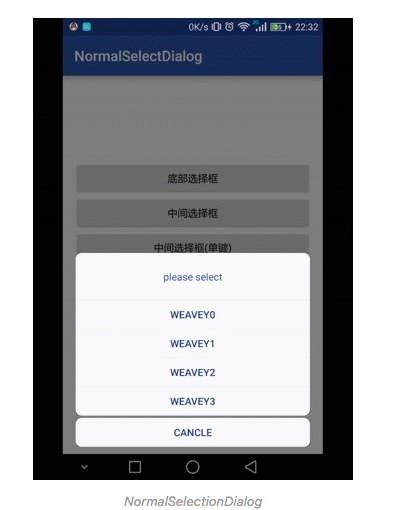 0K/s 22:32
NormalSelectDialog
底部选择框
中间选择框
中间选择框(单键)
please select
WEAVEY0
WEAVEY1
WEAVEY2
WEAVEY3
CANCLE
NormalSelectionDialog